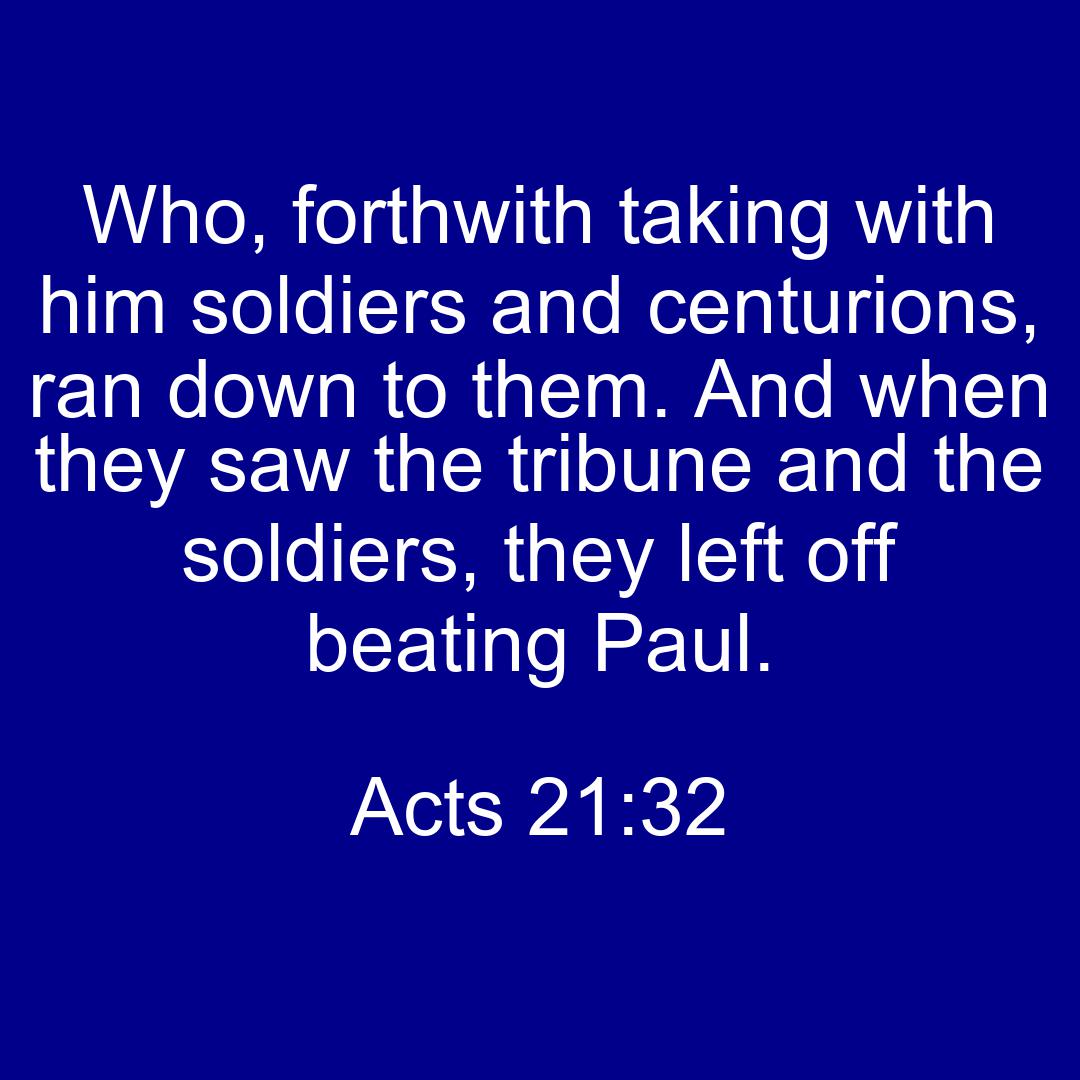 Who, forthwith taking with
him soldiers and centurions,
ran down to them. And when
they saw the tribune and the
soldiers, they left off
beating Paul.
Acts 21:32